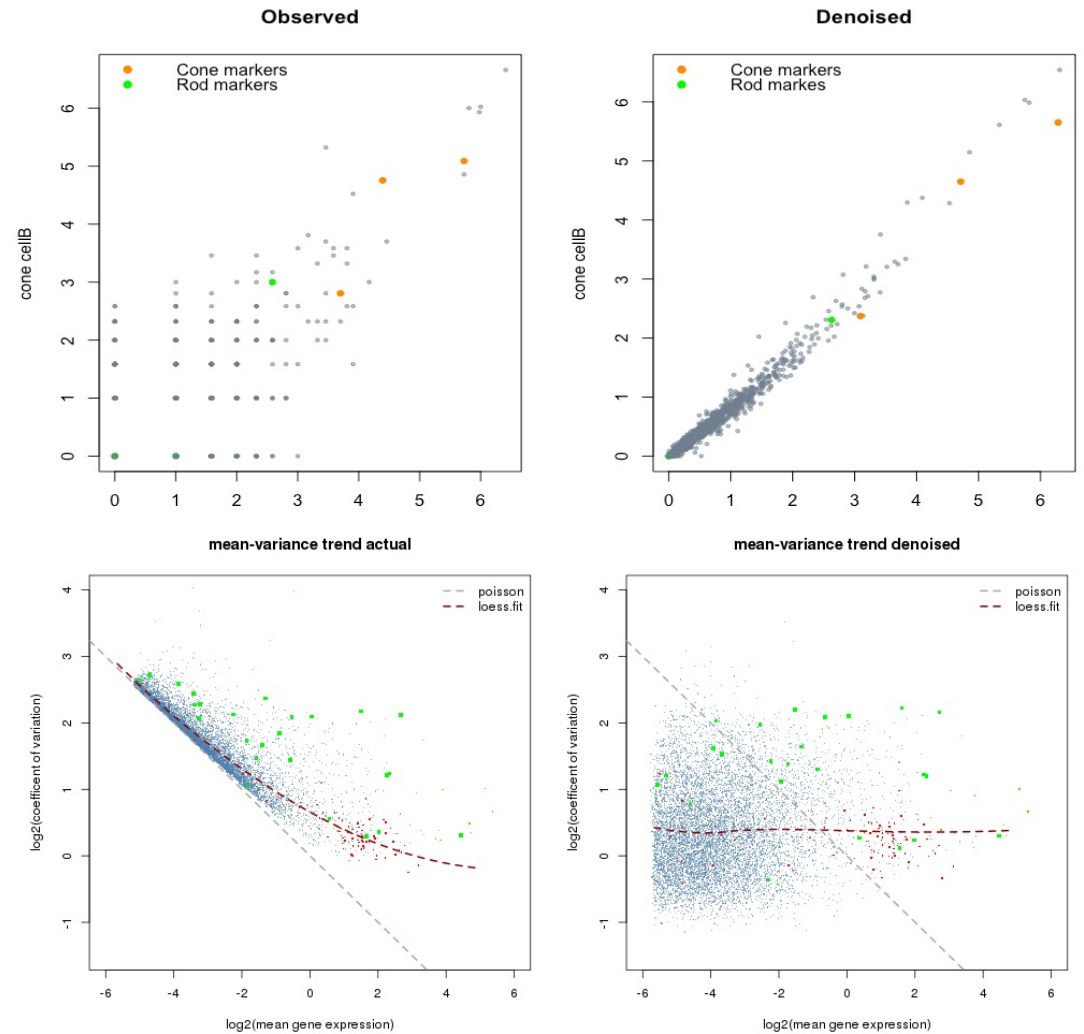 Observed
Cone markers
Rod markers
cone cellB
6
5
4
3
2
1
0
0 1 2 3 4 5 6
Denoised
Cone markers
Rod markes
cone cellB
6
5
4
3
2
1
0
0 1 2 3 4 5 6
mean-variance trend actual
poisson
loess.fit
log2(coefficent of variation)
4
3
2
1
0
-1
-6 -4 -2 0 2 4 6
log2(mean gene expression)
mean-variance trend denoised
poisson
loess.fit
log2(coefficent of variation)
4
3
2
1
0
-1
-6 -4 -2 0 2 4 6
log2(mean gene expression)